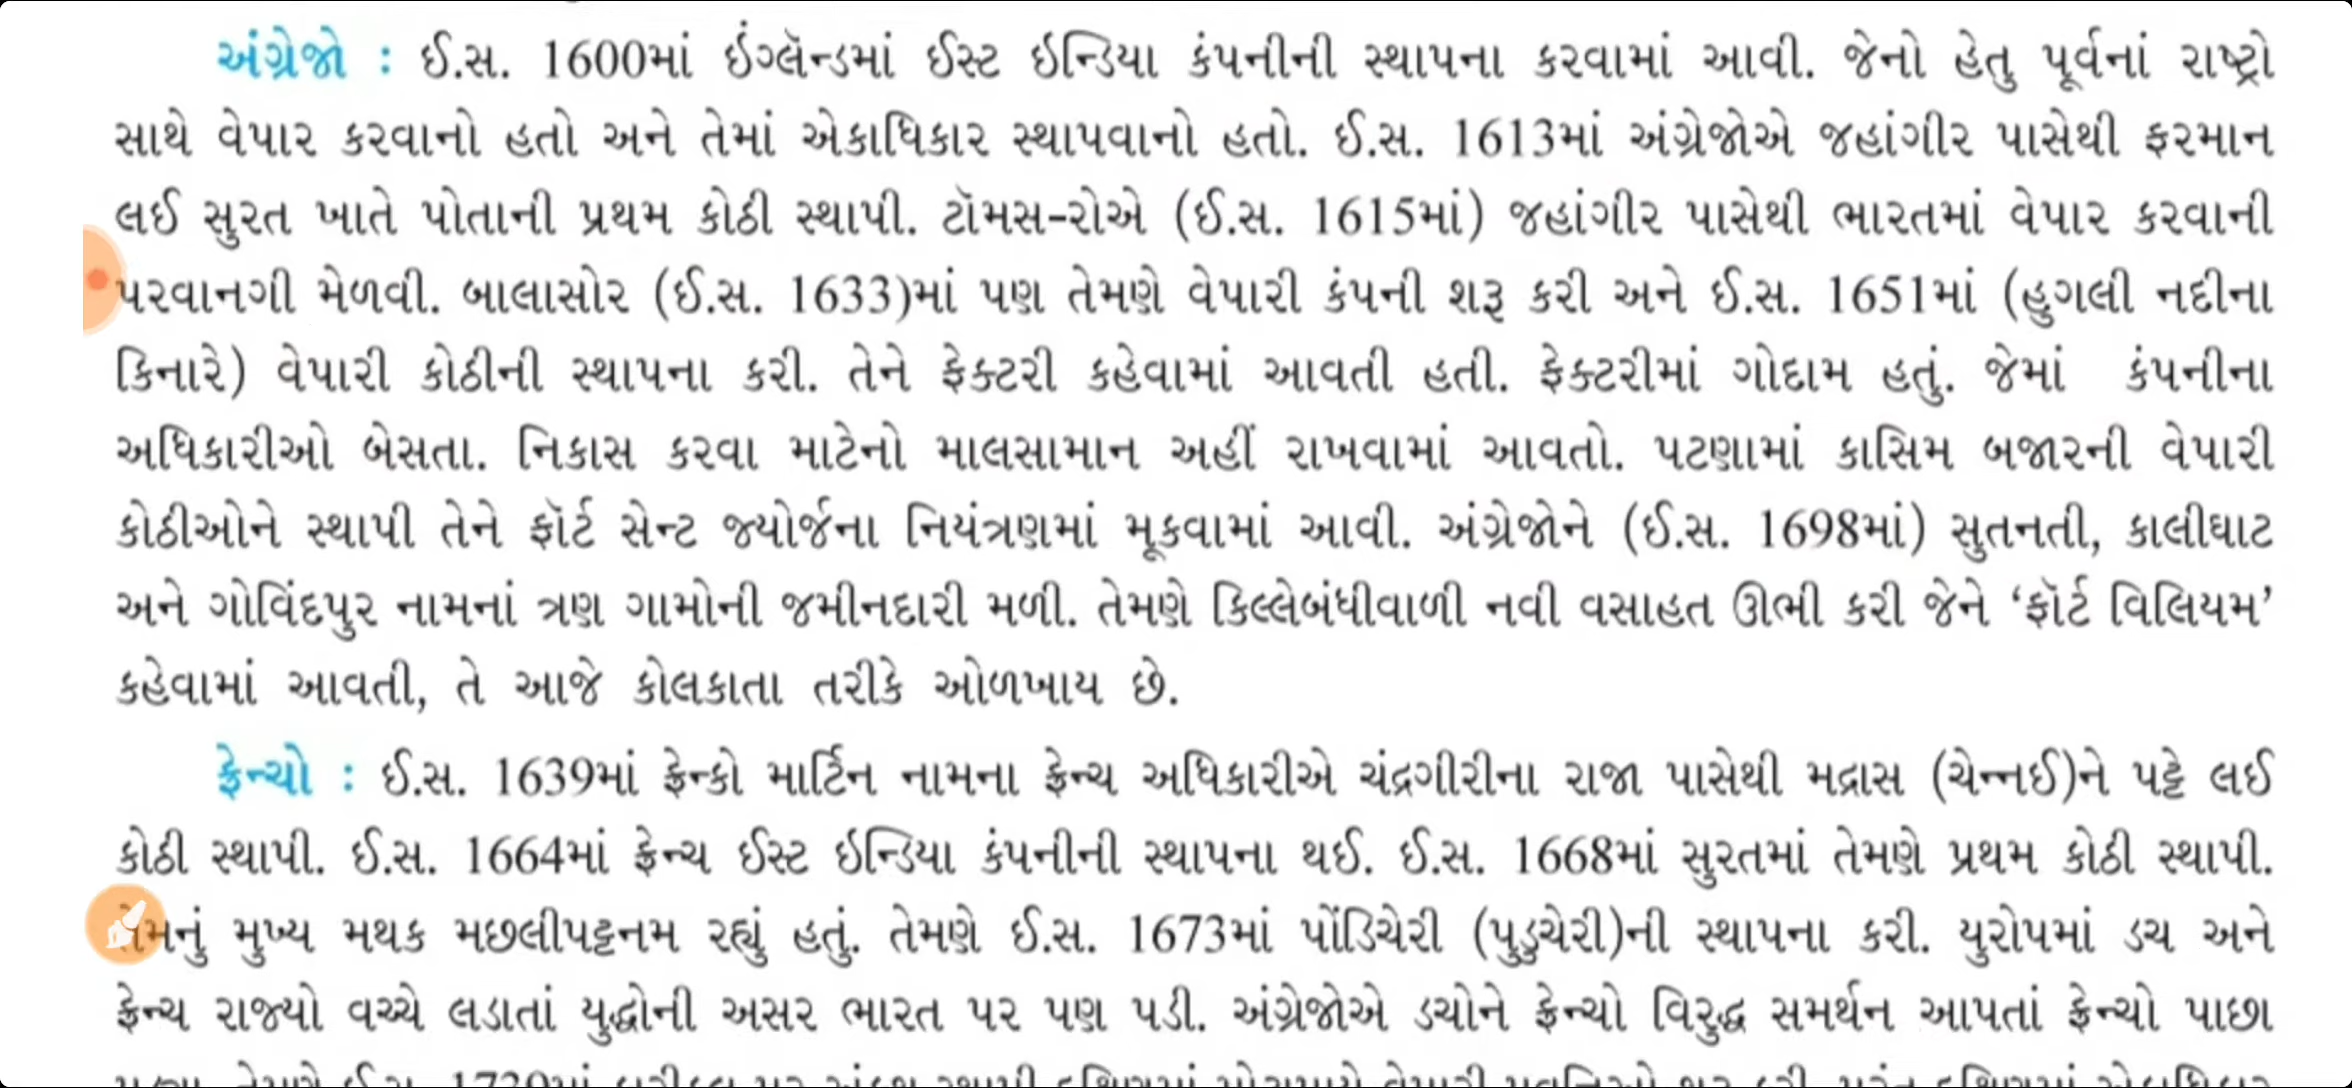 અંગ્રેજો : ઈ.સ. 1600માં ઇંગ્લૅન્ડમાં ઈસ્ટ ઇન્ડિયા કંપનીની સ્થાપના કરવામાં આવી. જેનો હેતુ પૂર્વનાં રાષ્ટ્રો
સાથે વેપાર કરવાનો હતો અને તેમાં એકાધિકાર સ્થાપવાનો હતો. ઈ.સ. 1613માં અંગ્રેજોએ જહાંગીર પાસેથી ફરમાન
લઈ સુરત ખાતે પોતાની પ્રથમ કોઠી સ્થાપી. ટૉમસ-રોએ (ઈ.સ. 1615માં) જહાંગીર પાસેથી ભારતમાં વેપાર કરવાની
પરવાનગી મેળવી. બાલાસોર (ઈ.સ. 1633)માં પણ તેમણે વેપારી કંપની શરૂ કરી અને ઈ.સ. 1651માં (હુગલી નદીના
કિનારે) વેપારી કોઠીની સ્થાપના કરી. તેને ફેક્ટરી કહેવામાં આવતી હતી. ફેક્ટરીમાં ગોદામ હતું. જેમાં કંપનીના
અધિકારીઓ બેસતા. નિકાસ કરવા માટેનો માલસામાન અહીં રાખવામાં આવતો. પટણામાં કાસિમ બજારની વેપારી
કોઠીઓને સ્થાપી તેને ફૉર્ટ સેન્ટ જ્યોર્જના નિયંત્રણમાં મૂકવામાં આવી. અંગ્રેજોને (ઈ.સ. 1698માં) સુતનતી, કાલીઘાટ
અને ગોવિંદપુર નામનાં ત્રણ ગામોની જમીનદારી મળી. તેમણે કિલ્લેબંધીવાળી નવી વસાહત ઊભી કરી જેને ‘ફૉર્ટ વિલિયમ’
કહેવામાં આવતી, તે આજે કોલકાતા તરીકે ઓળખાય છે.
ફ્રેન્ચો : ઈ.સ. 1639માં ફ્રેન્કો માર્ટિન નામના ફ્રેન્ચ અધિકારીએ ચંદ્રગીરીના રાજા પાસેથી મદ્રાસ (ચેન્નઈ)ને પટ્ટે લઈ
કોઠી સ્થાપી. ઈ.સ. 1664માં ફ્રેન્ચ ઈસ્ટ ઇન્ડિયા કંપનીની સ્થાપના થઈ. ઈ.સ. 1668માં સુરતમાં તેમણે પ્રથમ કોઠી સ્થાપી.
તેમનું મુખ્ય મથક મછલીપટ્ટનમ રહ્યું હતું. તેમણે ઈ.સ. 1673માં પોંડિચેરી (પુડુચેરી)ની સ્થાપના કરી. યુરોપમાં ડચ અને
ફ્રેન્ચ રાજ્યો વચ્ચે લડાતાં યુદ્ધોની અસર ભારત પર પણ પડી. અંગ્રેજોએ ડચોને ફ્રેન્ચો વિરુદ્ધ સમર્થન આપતાં ફ્રેન્ચો પાછા